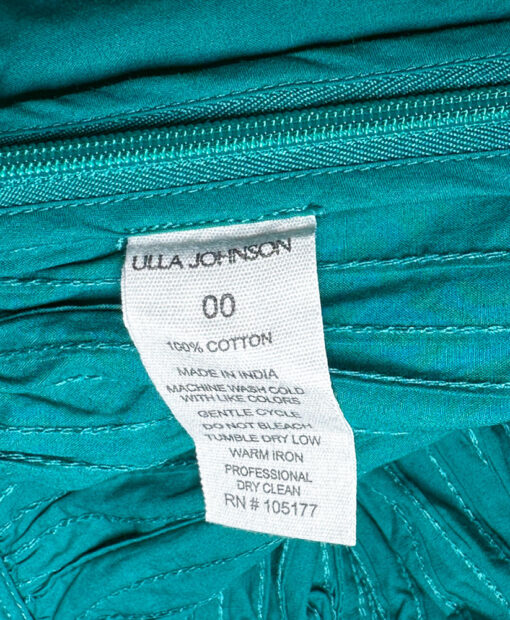 ULLA JOHNSON
00
100% COTTON
MADE IN INDIA
MACHINE WASH COLD
WITH LIKE COLORS
GENTLE CYCLE
DO NOT BLEACH
TUMBLE DRY LOW
WARM IRON
PROFESSIONAL
DRY CLEAN
RN # 105177